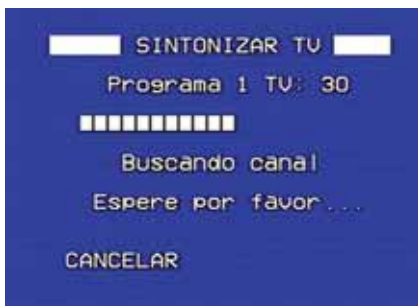 SINTONIZAR TV
Programa 1 TV: 30
Buscando canal
Espere por favor...
CANCELAR